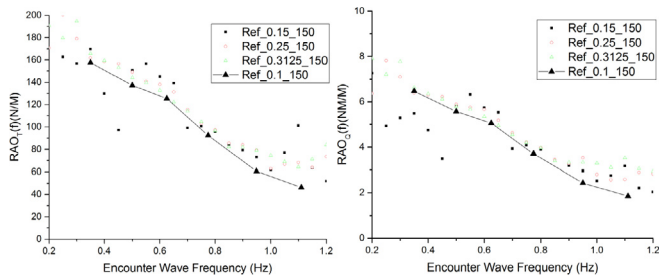 RAO_T(f)(N/M)
200
180
160
140
120
100
80
60
40
20
0
0.2 0.4 0.6 0.8 1.0 1.2
Encounter Wave Frequency (Hz)
Ref_0.15_150
Ref_0.25_150
Ref_0.3125_150
Ref_0.1_150
RAO_Q(f)(NM/M)
10
8
6
4
2
0
0.2 0.4 0.6 0.8 1.0 1.2
Encounter Wave Frequency (Hz)
Ref_0.15_150
Ref_0.25_150
Ref_0.3125_150
Ref_0.1_150